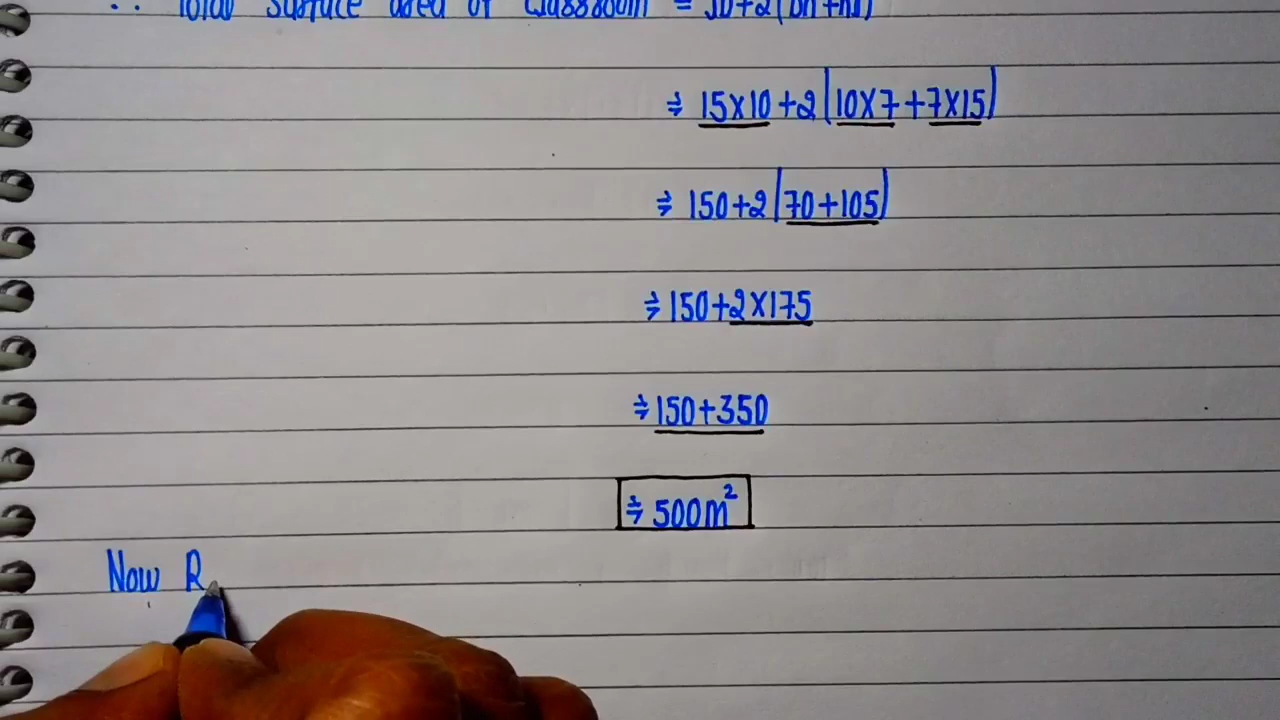 ∴ Total surface area of classroom = lb+2(bh+hl)
⇒ 15×10+2(10×7+7×15)
⇒ 150+2(70+105)
⇒ 150+2×175
⇒ 150+350
⇒ 500m²
Now R